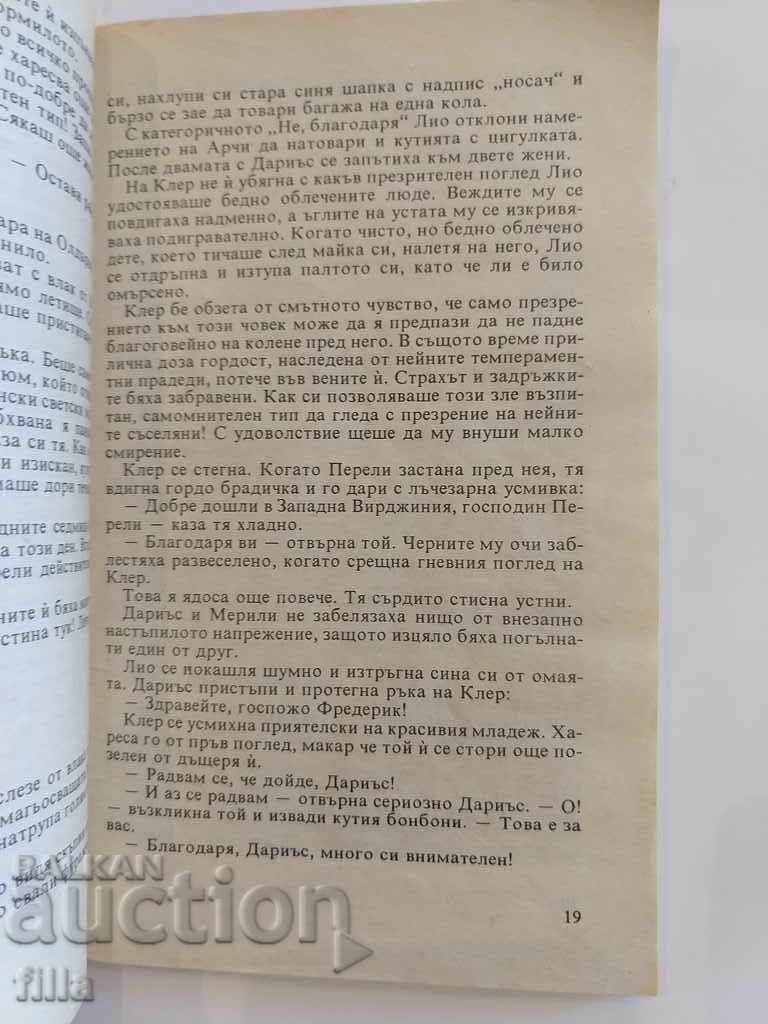 си, нахлупи си стара синя шапка с надпис „носач“ и
бързо се зае да товари багажа на една кола.
С категоричното „Не, благодаря“ Лио отклони наме-
рението на Арчи да натовари и кутията с цигулката.
После двамата с Дариъс се запътиха към двете жени.
На Клер не ѝ убягна с какъв презрителен поглед Лио
удостояваше бедно облечените люде. Веждите му се
повдигаха надменно, а ъглите на устата му се изкривя-
ваха подигравателно. Когато чисто, но бедно облечено
дете, което тичаше след майка си, налетя на него, Лио
се отдръпна и изтупа палтото си, като че ли е било
омърсено.
Клер бе обзета от смътното чувство, че само презре-
нието към този човек може да я предпази да не падне
благоговейно на колене пред него. В същото време при-
лична доза гордост, наследена от нейните темперамен-
тни прадеди, потече във вените ѝ. Страхът и задръжки-
те бяха забравени. Как си позволяваше този зле възпи-
тан, самомнителен тип да гледа с презрение на нейни-
те съселяни! С удоволствие щеше да му внуши малко
смирение.
Клер се стегна. Когато Перели застана пред нея, тя
вдигна гордо брадичка и го дари с лъчезарна усмивка:
— Добре дошли в Западна Вирджиния, господин Пе-
рели — каза тя хладно.
— Благодаря ви — отвърна той. Черните му очи заб-
лестяха развеселено, когато срещна гневния поглед на
Клер.
Това я ядоса още повече. Тя сърдито стисна устни.
Дариъс и Мерили не забелязаха нищо от внезапно
настъпилото напрежение, защото изцяло бяха погълна-
ти един от друг.
Лио се покашля шумно и изтръгна сина си от омая-
та. Дариъс пристъпи и протегна ръка на Клер:
— Здравейте, госпожо Фредерик!
Клер се усмихна приятелски на красивия младеж. Ха-
реса го от пръв поглед, макар че той ѝ се стори още по-
зелен от дъщеря ѝ.
— Радвам се, че дойде, Дариъс!
— И аз се радвам — отвърна сериозно Дариъс. — О!
— възкликна той и извади кутия бонбони. — Това е за
вас.
— Благодаря, Дариъс, много си внимателен!
19
BALKAN
auction
filla